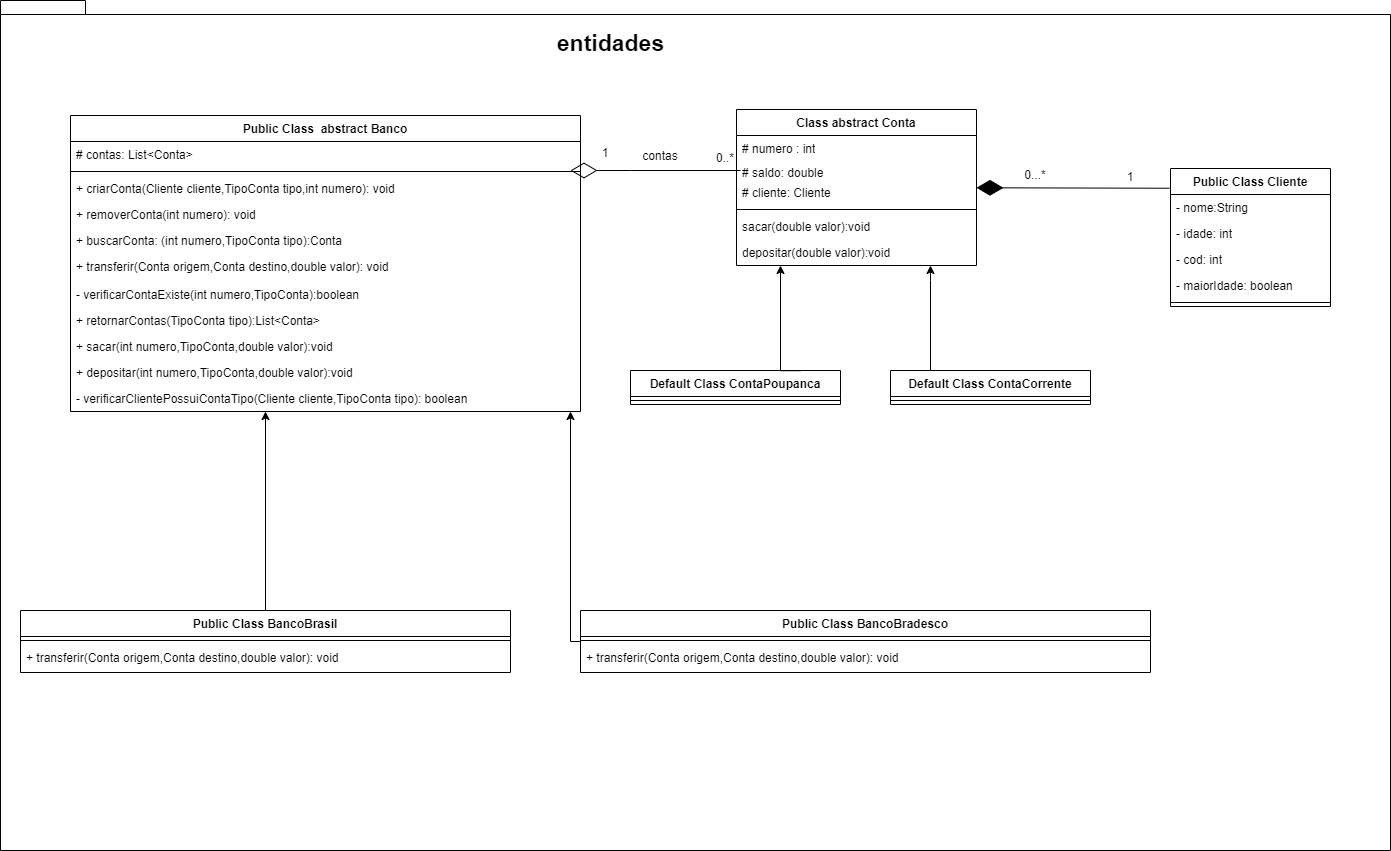 entidades
Public Class  abstract Banco
# contas: List<Conta>
+ criarConta(Cliente cliente,TipoConta tipo,int numero): void
+ removerConta(int numero): void
+ buscarConta: (int numero,TipoConta tipo):Conta
+ transferir(Conta origem,Conta destino,double valor): void
- verificarContaExiste(int numero,TipoConta):boolean
+ retornarContas(TipoConta tipo):List<Conta>
+ sacar(int numero,TipoConta,double valor):void
+ depositar(int numero,TipoConta,double valor):void
- verificarClientePossuiContaTipo(Cliente cliente,TipoConta tipo): boolean
1
contas
0..*
Class abstract Conta
# numero : int
# saldo: double
# cliente: Cliente
sacar(double valor):void
depositar(double valor):void
0...*
1
Public Class Cliente
- nome:String
- idade: int
- cod: int
- maiorIdade: boolean
Default Class ContaPoupanca
Default Class ContaCorrente
Public Class BancoBrasil
+ transferir(Conta origem,Conta destino,double valor): void
Public Class BancoBradesco
+ transferir(Conta origem,Conta destino,double valor): void